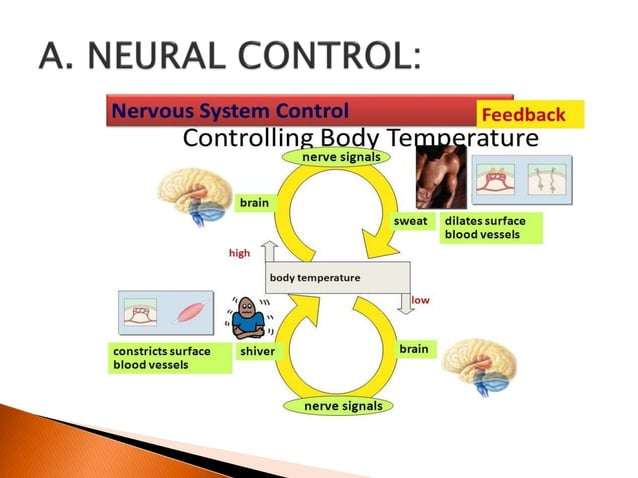 A. NEURAL CONTROL:
Nervous System Control
Feedback
Controlling Body Temperature
nerve signals
brain
sweat
dilates surface
blood vessels
high
body temperature
low
constricts surface
blood vessels
shiver
brain
nerve signals